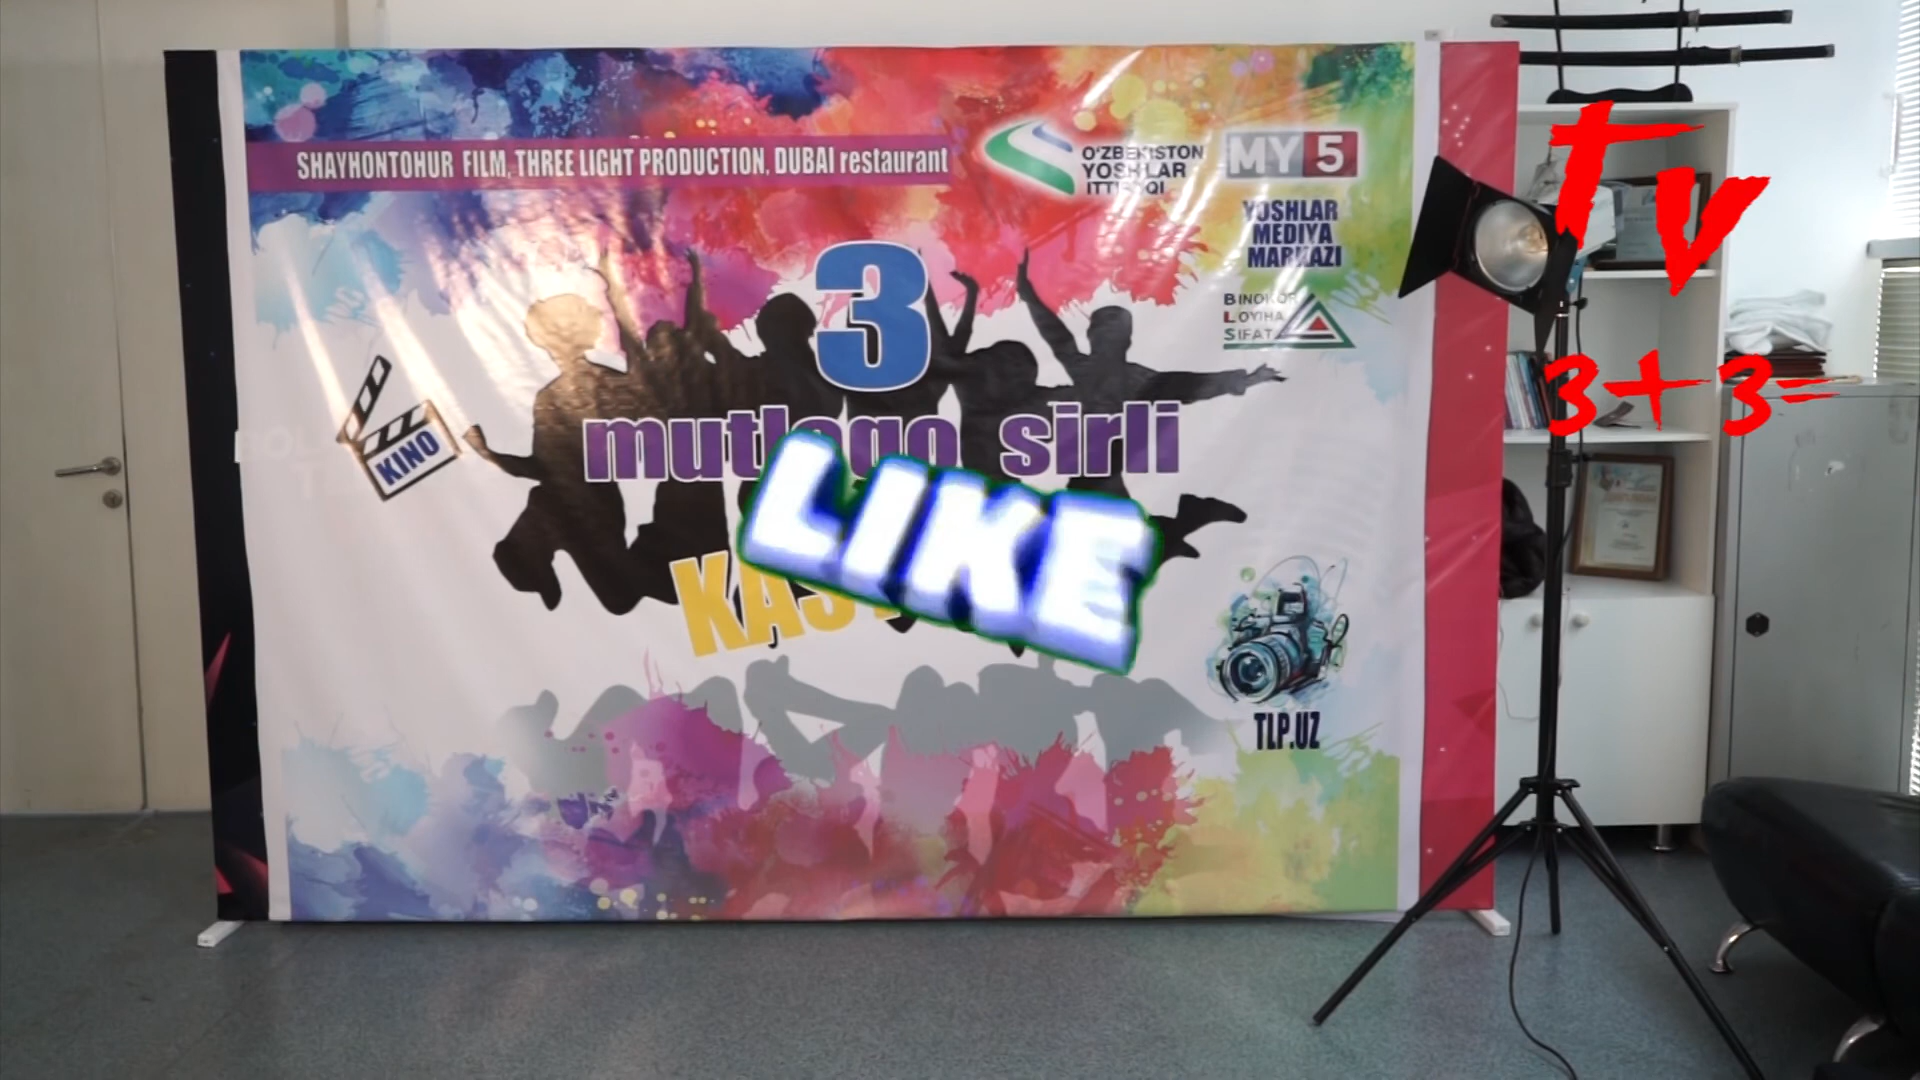 SHAYHONTOHUR FILM, THREE LIGHT PRODUCTION, DUBAI restaurant
O'ZBEKISTON
YOSHLAR
ITTIFOQI
MY 5
YOSHLAR
MEDIYA
MARKAZI
BINOKOR
LOYIHA
SIFAT
TV
3+3=
3
mutlaqo sirli
KINO
LIKE
TLP.UZ